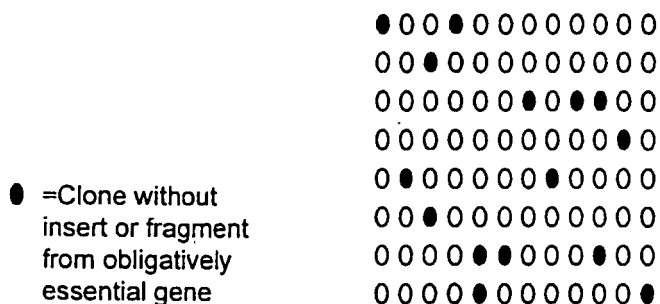 =Clone without
insert or fragment
from obligatively
essential gene